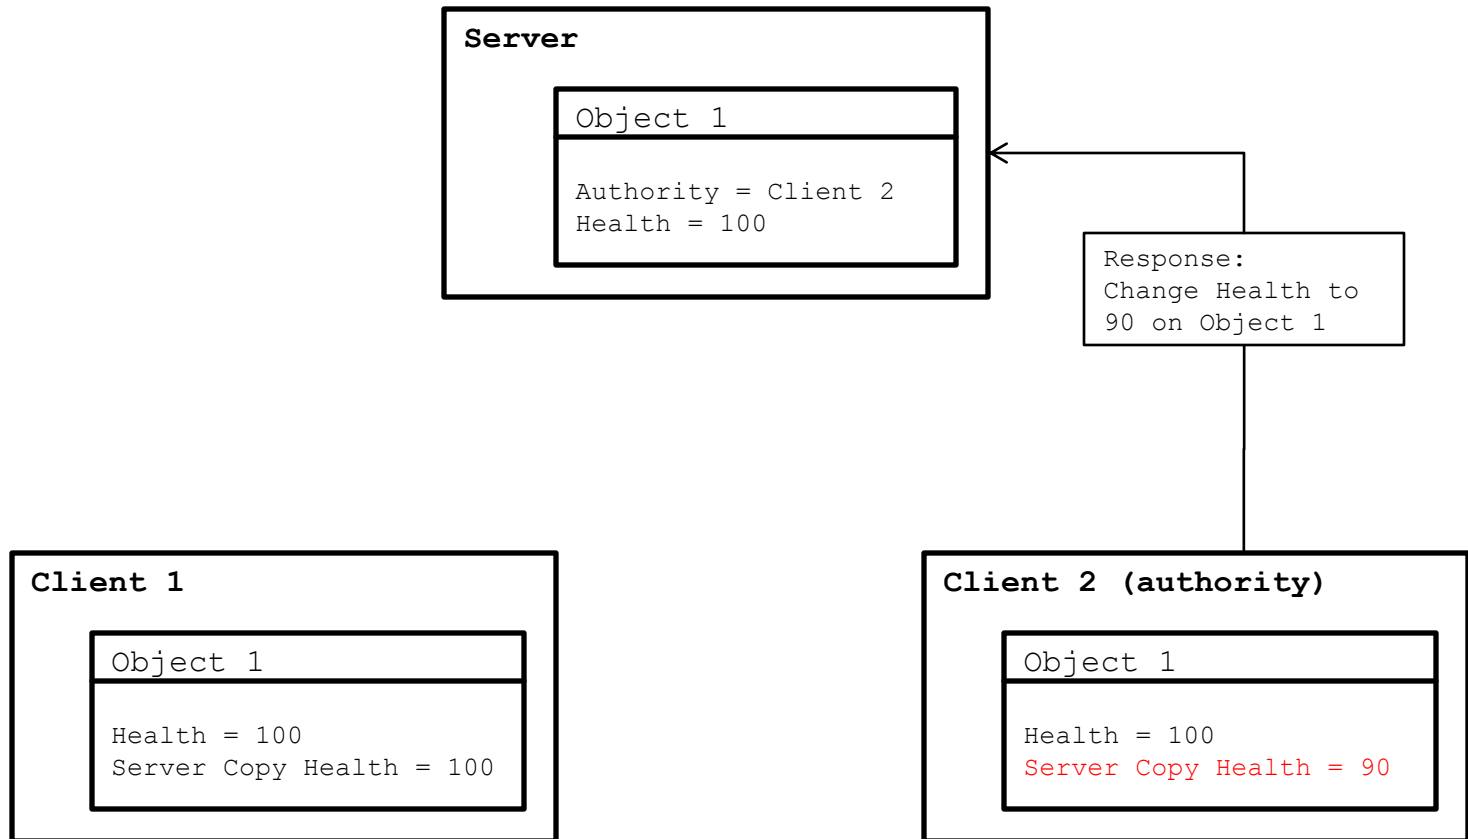 Server
Object 1
Authority = Client 2
Health = 100
Response:
Change Health to
90 on Object 1
Client 1
Object 1
Health = 100
Server Copy Health = 100
Client 2 (authority)
Object 1
Health = 100
Server Copy Health = 90